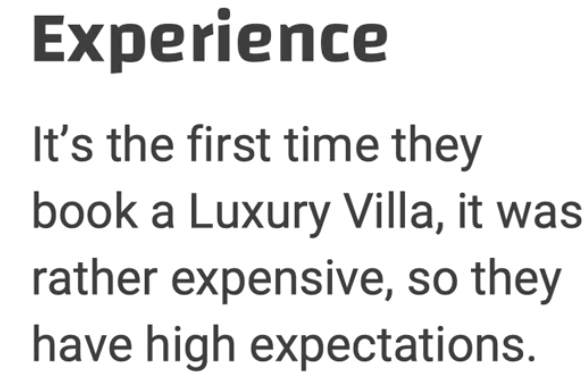 Experience
It’s the first time they
book a Luxury Villa, it was
rather expensive, so they
have high expectations.